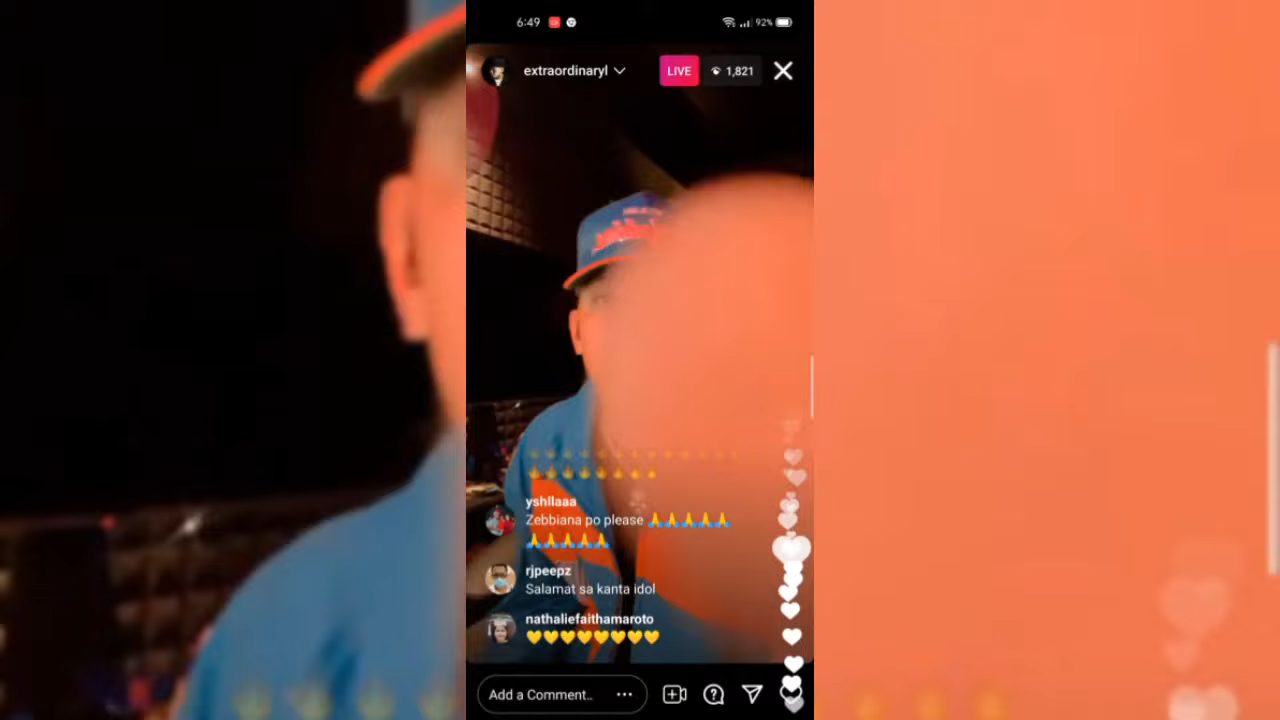 6:49
92%
extraordinaryl
LIVE
1,821
yshllaaa
Zebbiana po please 🙏🙏🙏🙏🙏
🙏🙏🙏🙏🙏
rjpeepz
Salamat sa kanta idol
nathaliefaithamaroto
💛💛💛💛💛💛💛💛
Add a Comment..